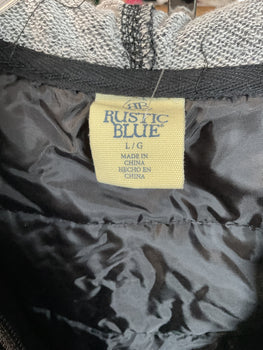 RB
RUSTIC
BLUE®
L/G
MADE IN
CHINA
HECHO EN
CHINA